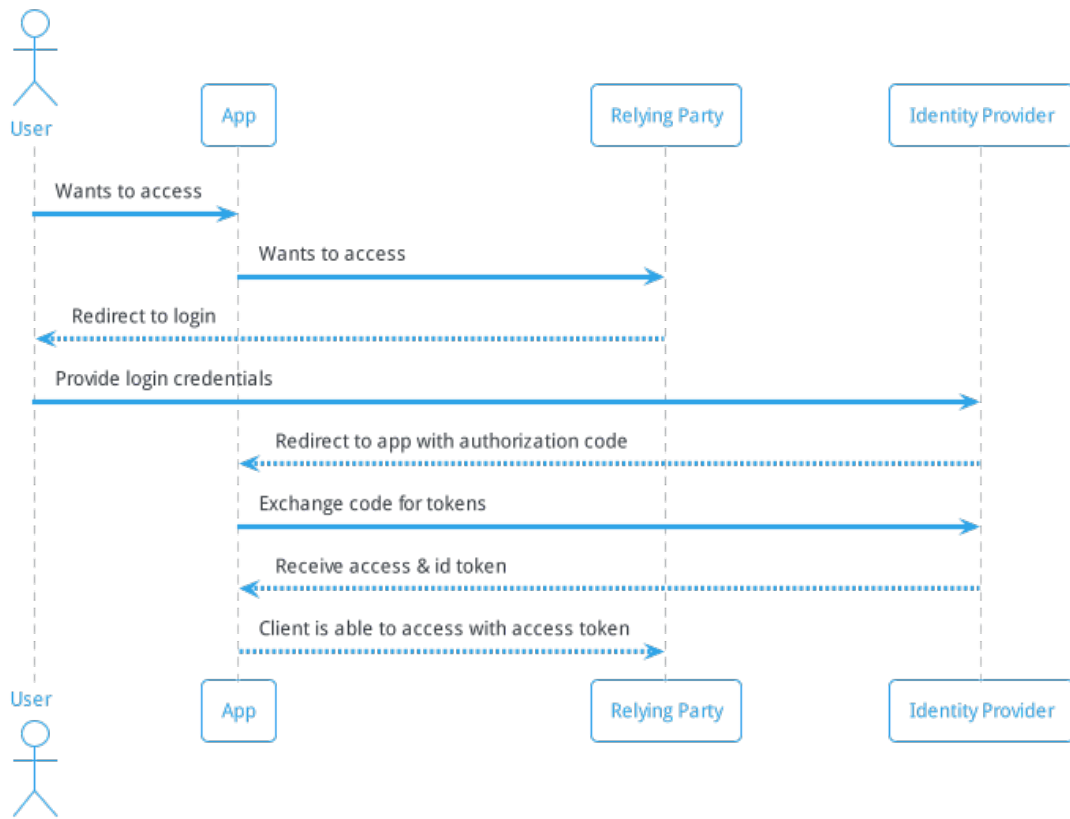 User
App
Relying Party
Identity Provider
Wants to access
Wants to access
Redirect to login
Provide login credentials
Redirect to app with authorization code
Exchange code for tokens
Receive access & id token
Client is able to access with access token
User
App
Relying Party
Identity Provider